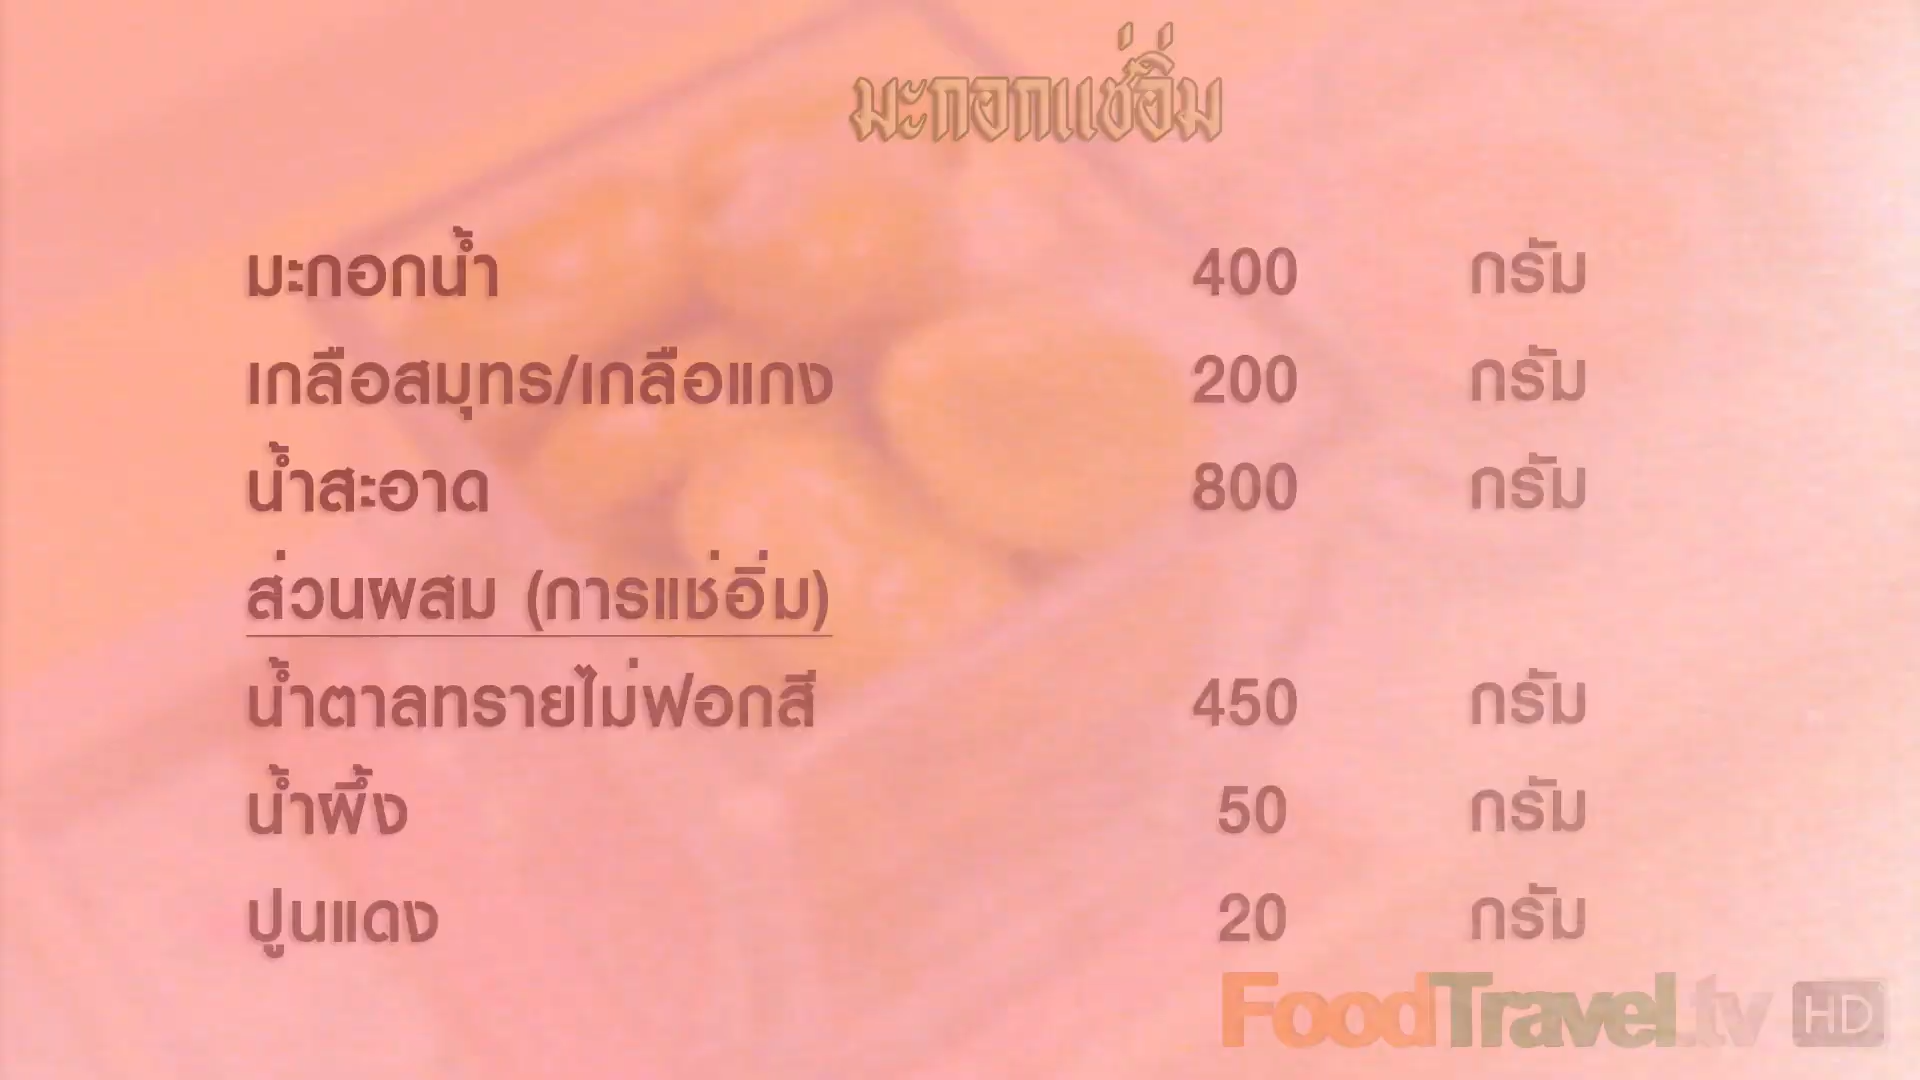 มะกอกแช่อิ่ม
มะกอกน้ำ 400 กรัม
เกลือสมุทร/เกลือแกง 200 กรัม
น้ำสะอาด 800 กรัม
ส่วนผสม (การแช่อิ่ม)
น้ำตาลทรายไม่ฟอกสี 450 กรัม
น้ำผึ้ง 50 กรัม
ปูนแดง 20 กรัม
FoodTravel.tv HD